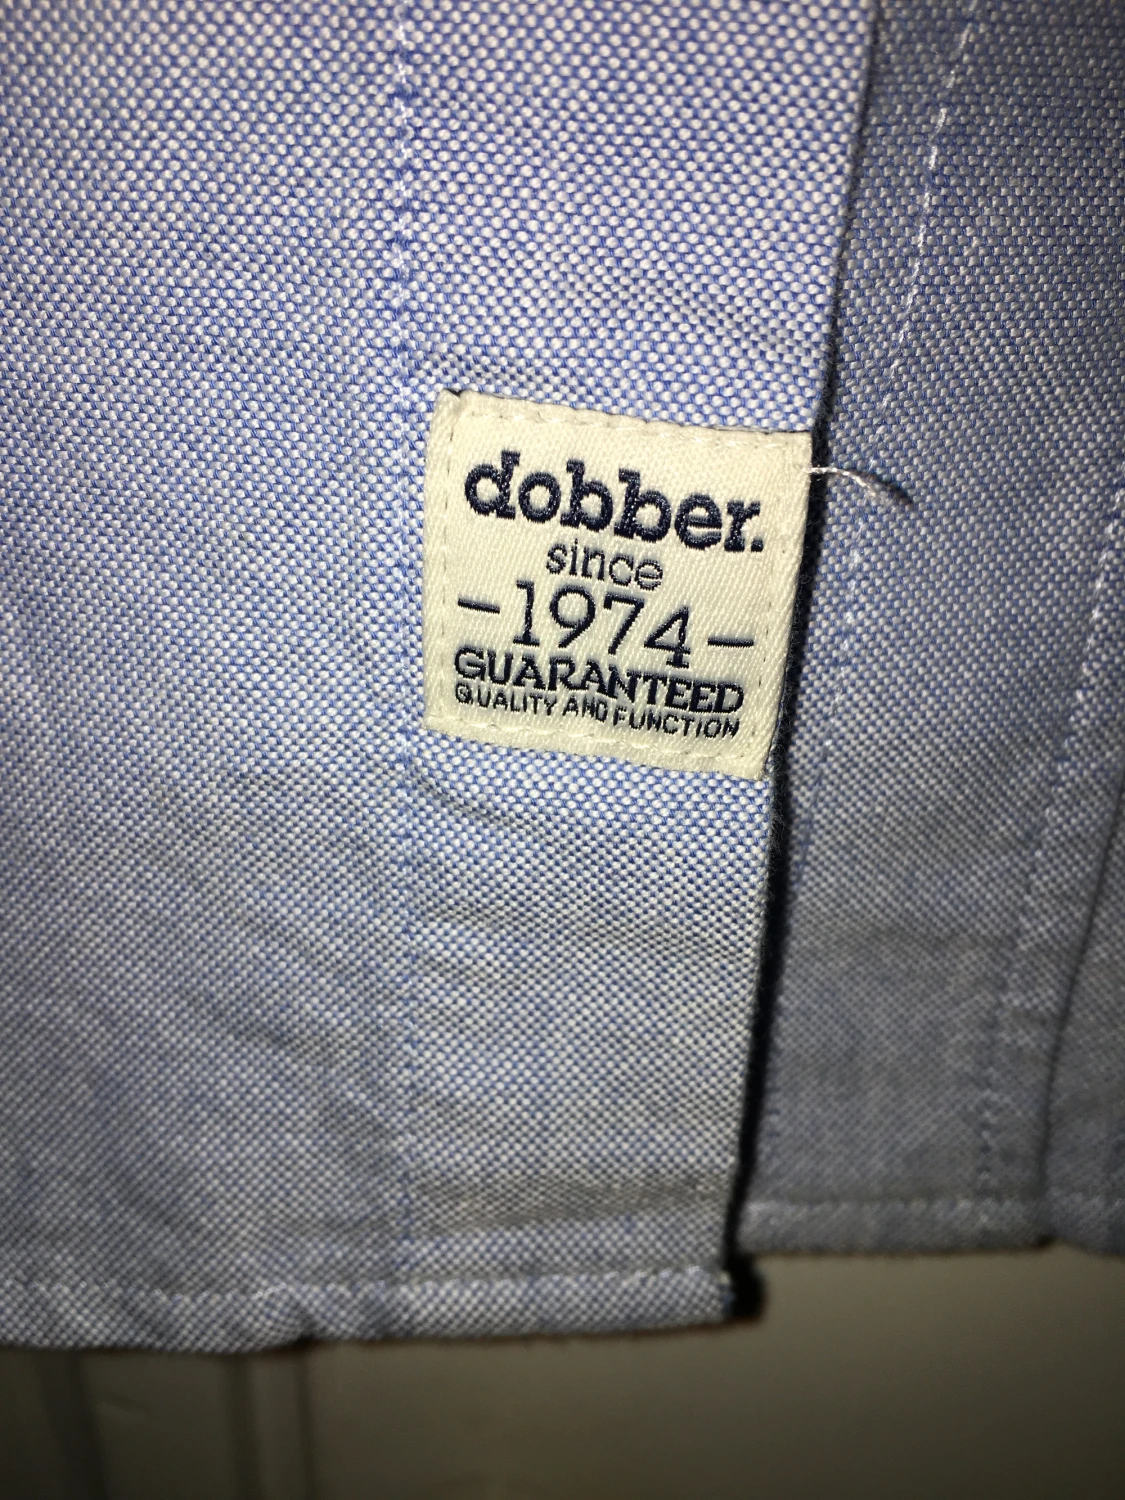 dobber.
since
-1974-
GUARANTEED
QUALITY AND FUNCTION